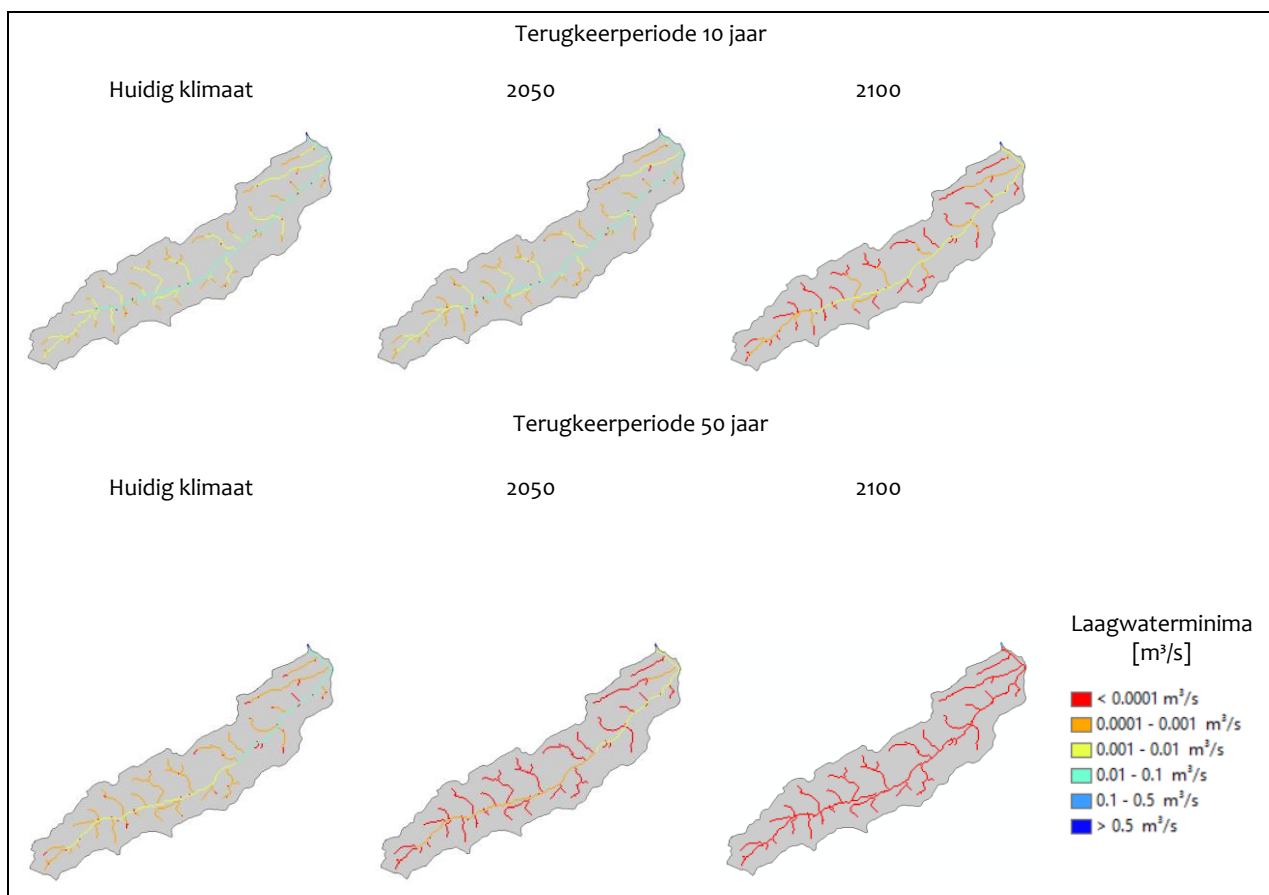 Terugkeerperiode 10 jaar
Huidig klimaat 2050 2100
Terugkeerperiode 50 jaar
Huidig klimaat 2050 2100
Laagwaterminima
[m³/s]
< 0.0001 m³/s
0.0001 - 0.001 m³/s
0.001 - 0.01 m³/s
0.01 - 0.1 m³/s
0.1 - 0.5 m³/s
> 0.5 m³/s